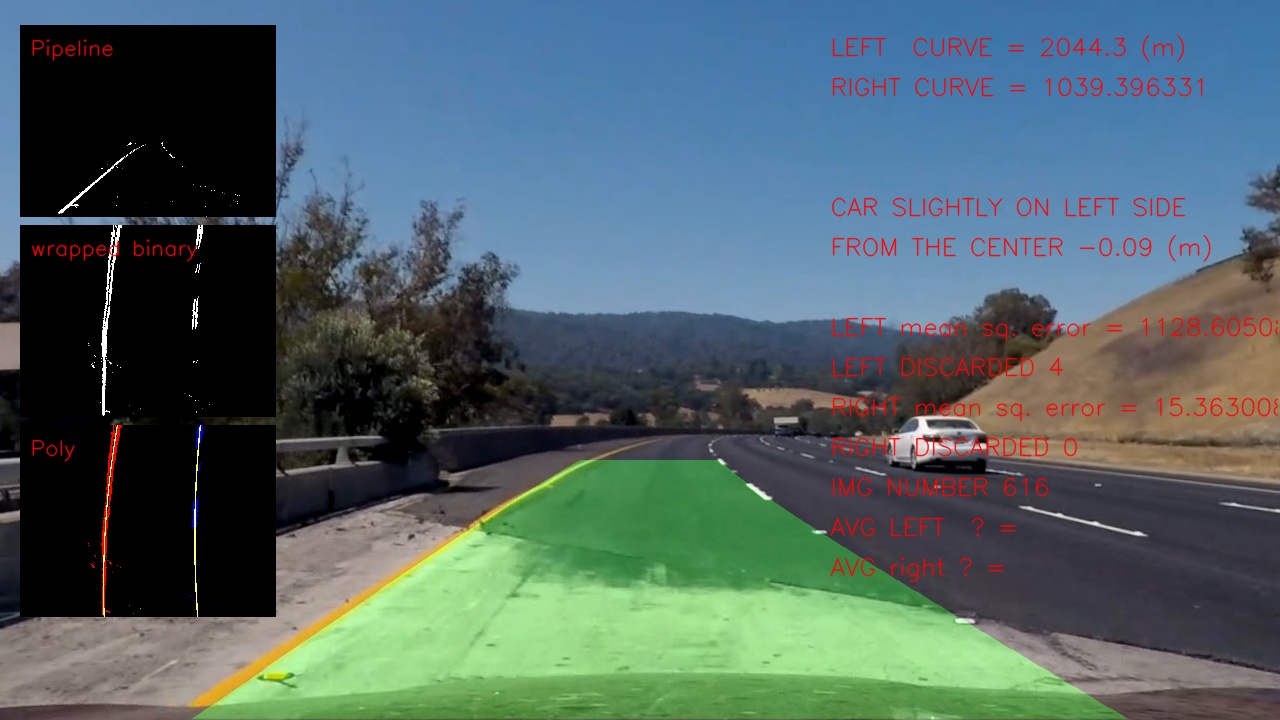 Pipeline
wrapped binary
Poly
LEFT CURVE = 2044.3 (m)
RIGHT CURVE = 1039.396331
CAR SLIGHTLY ON LEFT SIDE
FROM THE CENTER -0.09 (m)
LEFT mean sq. error = 1128.6050
LEFT DISCARDED 4
RIGHT mean sq. error = 15.363008
RIGHT DISCARDED 0
IMG NUMBER 616
AVG LEFT ? =
AVG right ? =